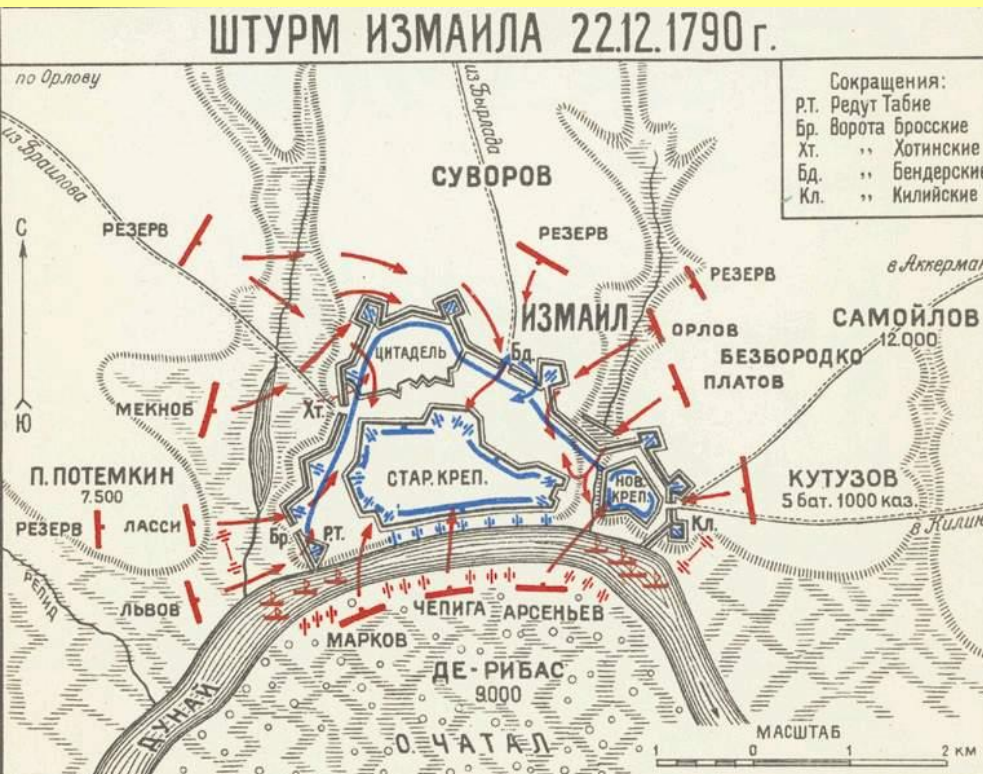 ШТУРМ ИЗМАИЛА 22.12.1790 г.
по Орлову
из Браилова
из Бырлада
Сокращения:
Р.Т. Редут Табие
Бр. Ворота Бросские
Хт. ,, Хотинские
Бд. ,, Бендерские
Кл. ,, Килийские
СУВОРОВ
С
Ю
РЕЗЕРВ
РЕЗЕРВ
РЕЗЕРВ
в Аккерман
ИЗМАИЛ
ОРЛОВ
САМОЙЛОВ
12.000
БЕЗБОРОДКО
ПЛАТОВ
ЦИТАДЕЛЬ
Бд.
МЕКНОБ
Хт.
П. ПОТЕМКИН
7.500
СТАР. КРЕП.
НОВ.
КРЕП.
КУТУЗОВ
5 бат. 1000 каз.
РЕЗЕРВ
ЛАССИ
Бр.
Р.Т.
Кл.
в Килию
РЕПИД
ЛЬВОВ
МАРКОВ
ЧЕПИГА
АРСЕНЬЕВ
ДЕ-РИБАС
9.000
ДУНАЙ
О. ЧАТАЛ
МАСШТАБ
1 0 1 2 КМ